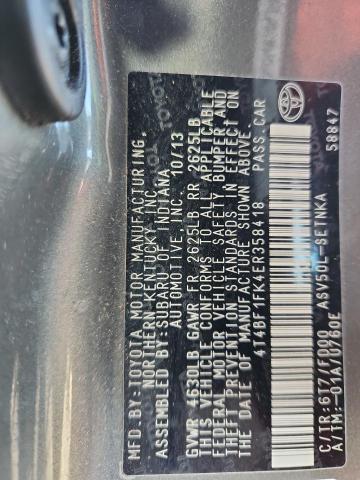 MFD.BY:TOYOTA MOTOR MANUFACTURING,
NORTHERN KENTUCKY, INC.
ASSEMBLED BY:SUBARU OF INDIANA
AUTOMOTIVE, INC. 10/13
GVWR 4630LB GAWR FR 2625LB RR 2625LB
THIS VEHICLE CONFORMS TO ALL APPLICABLE
FEDERAL MOTOR VEHICLE SAFETY, BUMPER AND
THEFT PREVENTION STANDARDS IN EFFECT ON
THE DATE OF MANUFACTURE SHOWN ABOVE.
4T4BF1FK4ER358418 PASS.CAR
C/TR:6T7/FD00 ASV50L-SETNKA
A/TM:-01A/U760E
58847